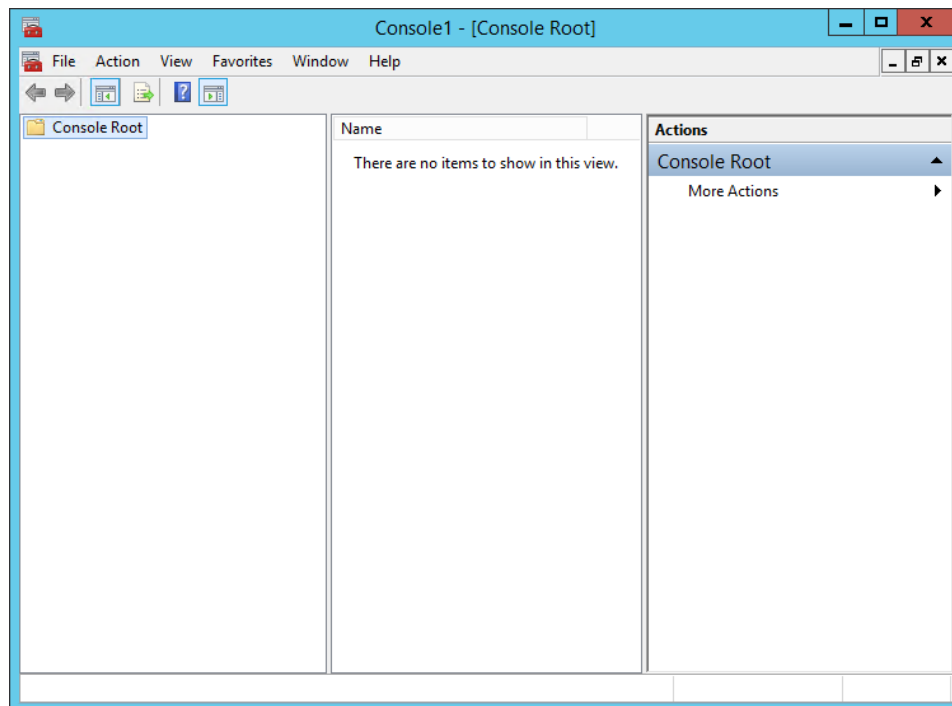 Console1 - [Console Root]
File Action View Favorites Window Help
Console Root
Name
There are no items to show in this view.
Actions
Console Root
More Actions